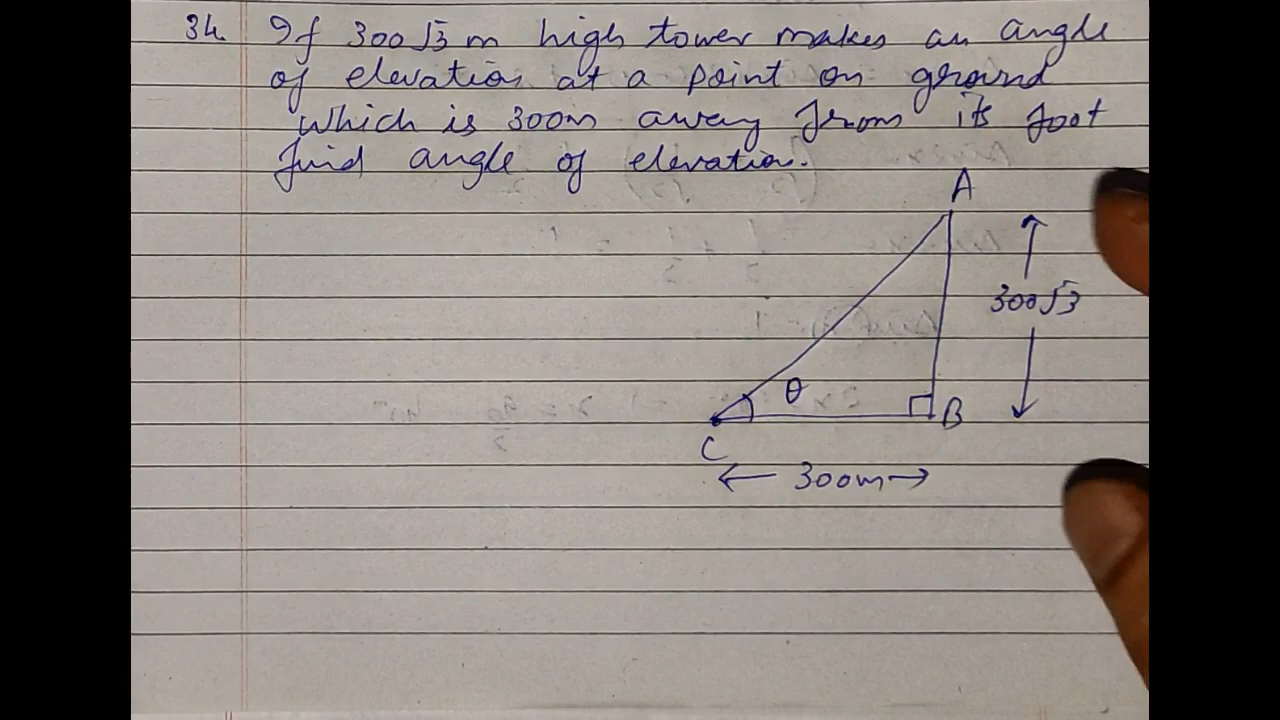 34. If 300√3 m high tower makes an angle
of elevation at a point on ground
which is 300m away from its foot
find angle of elevation.
A
300√3
θ
B
C
300m